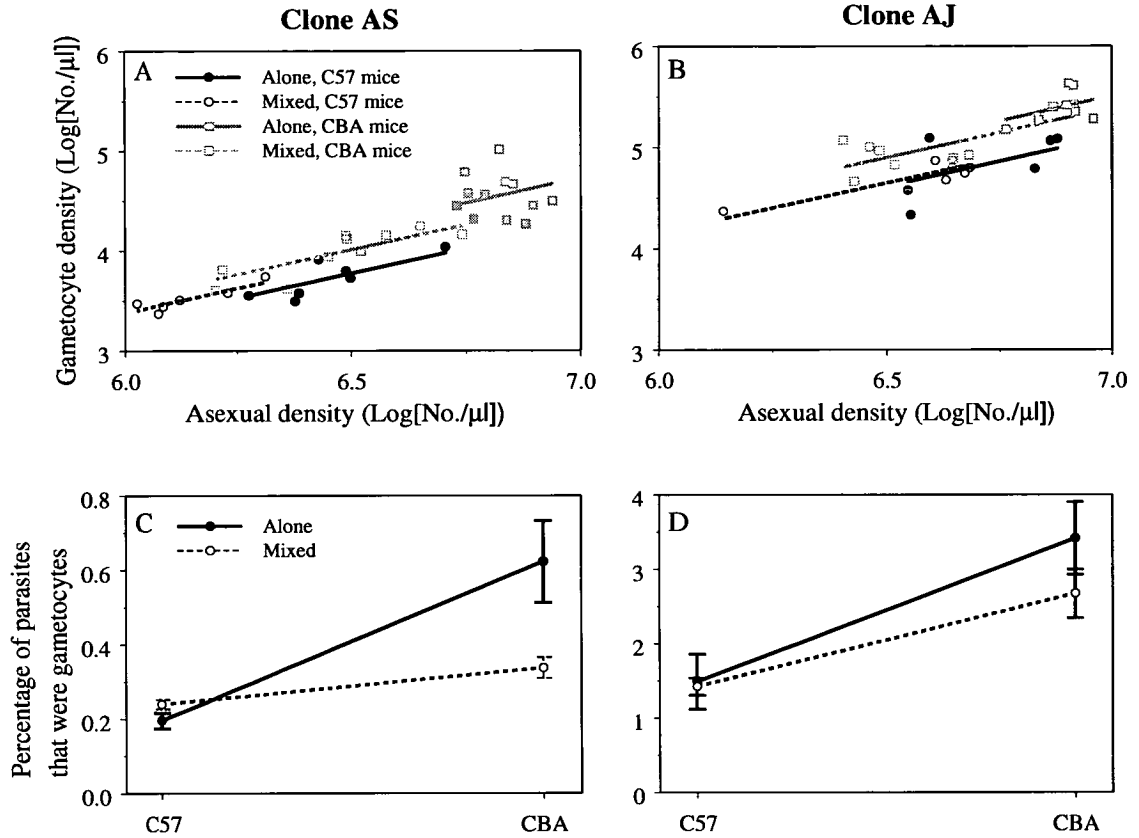 Clone AS
Clone AJ
Gametocyte density (Log[No./µl])
6
5
4
3
A
Alone, C57 mice
Mixed, C57 mice
Alone, CBA mice
Mixed, CBA mice
6.0
6.5
7.0
Asexual density (Log[No./µl])
6
5
4
3
B
6.0
6.5
7.0
Asexual density (Log[No./µl])
Percentage of parasites
that were gametocytes
0.8
0.6
0.4
0.2
0.0
C
Alone
Mixed
C57
CBA
4
3
2
1
0
D
C57
CBA